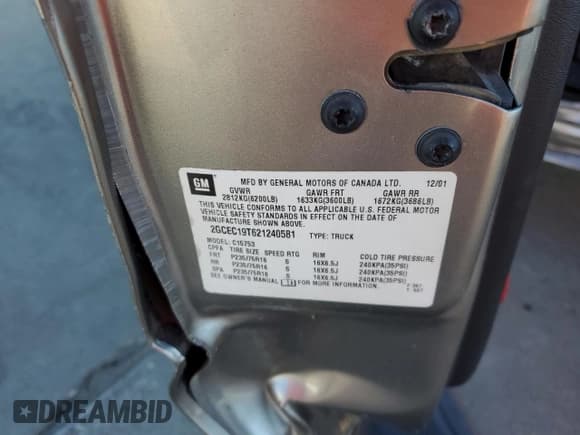 GM MFD BY GENERAL MOTORS OF CANADA LTD. 12/01
GVWR GAWR FRT GAWR RR
2812KG(6200LB) 1633KG(3600LB) 1672KG(3686LB)
THIS VEHICLE CONFORMS TO ALL APPLICABLE U.S. FEDERAL MOTOR
VEHICLE SAFETY STANDARDS IN EFFECT ON THE DATE OF
MANUFACTURE SHOWN ABOVE.
2GCEC19T621240581 TYPE: TRUCK
MODEL: C15753
TIRE SIZE SPEED RTG RIM COLD TIRE PRESSURE
FRT P235/75R16 S 16X6.5J 240KPA(35PSI)
RR P235/75R16 S 16X6.5J 240KPA(35PSI)
SPA P235/75R16 S 16X6.5J 240KPA(35PSI)
SEE OWNER'S MANUAL FOR MORE INFORMATION.
DREAMBID